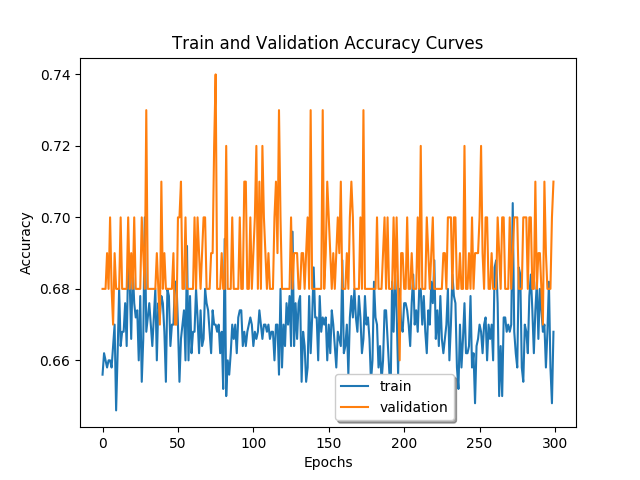 Train and Validation Accuracy Curves
0.74
0.72
0.70
0.68
0.66
Accuracy
0
50
100
150
200
250
300
Epochs
train
validation